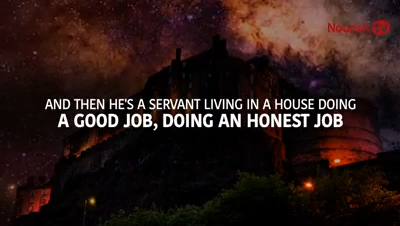 AND THEN HE'S A SERVANT LIVING IN A HOUSE DOING
A GOOD JOB, DOING AN HONEST JOB